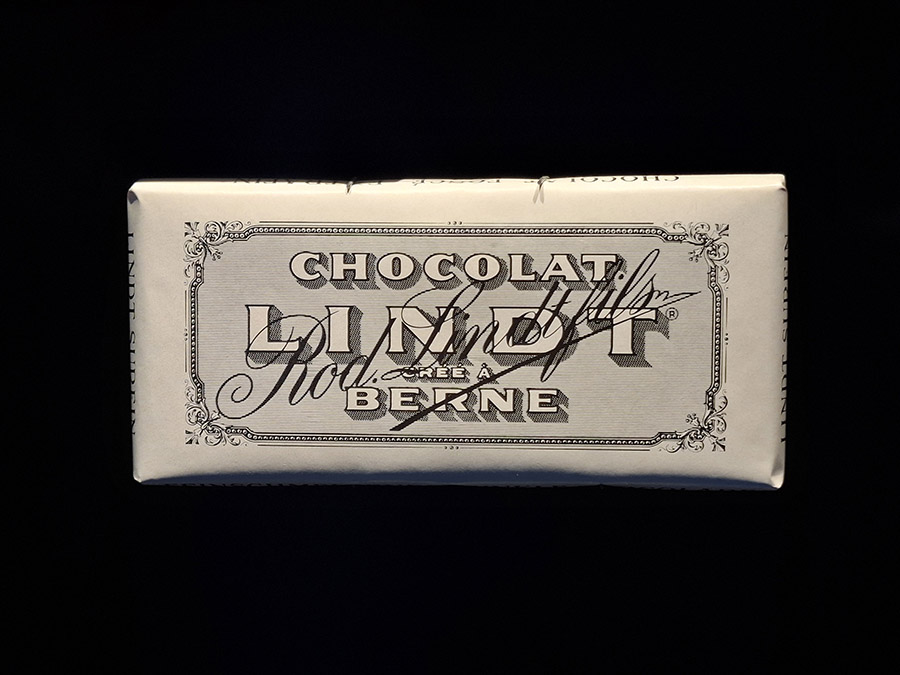 CHOCOLAT
LINDT®
CRÉÉ À
BERNE
Rod. Lindt fils